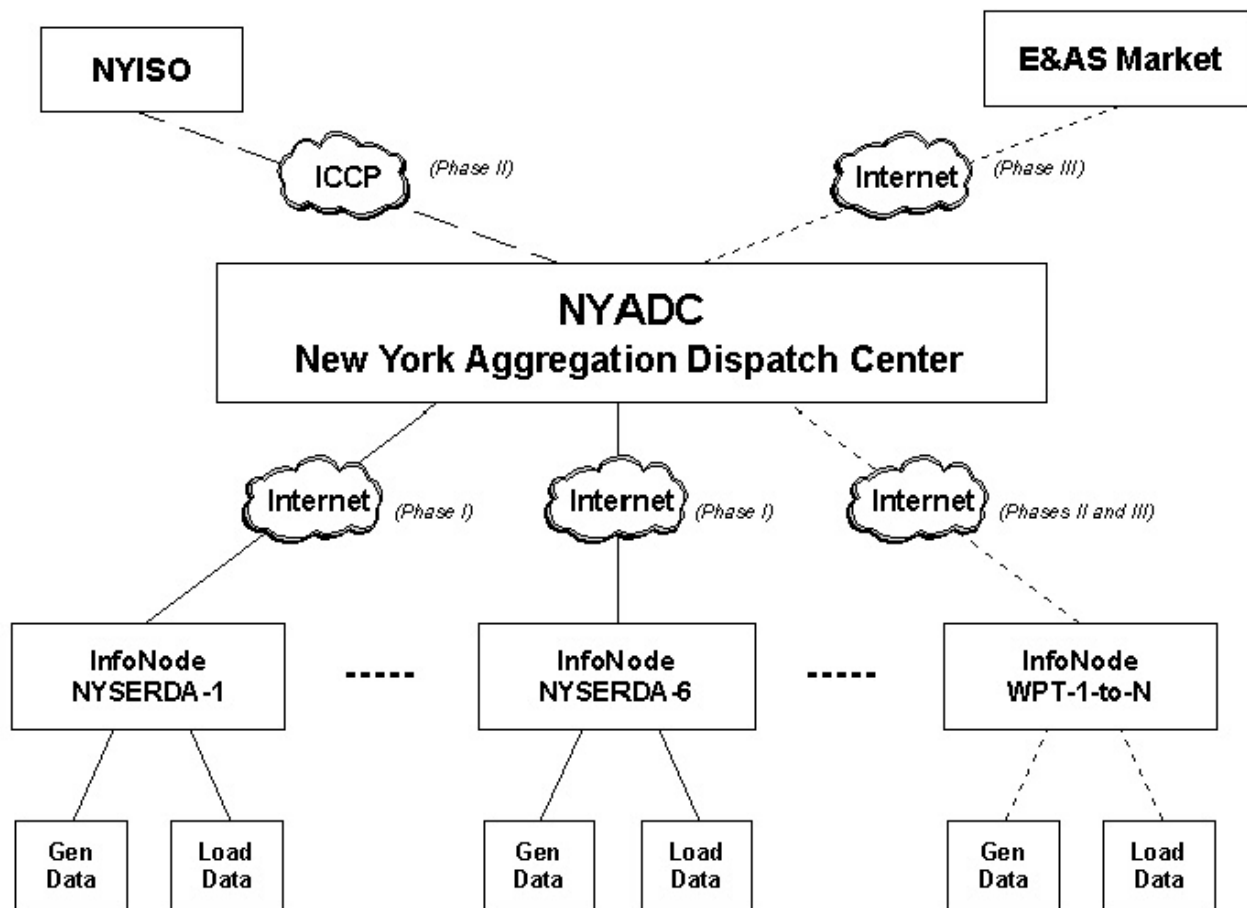 NYISO
E&AS Market
ICCP
(Phase II)
Internet
(Phase III)
NYADC
New York Aggregation Dispatch Center
Internet
(Phase I)
Internet
(Phase I)
Internet
(Phases II and III)
InfoNode
NYSERDA-1
-----
InfoNode
NYSERDA-6
-----
InfoNode
WPT-1-to-N
Gen
Data
Load
Data
Gen
Data
Load
Data
Gen
Data
Load
Data